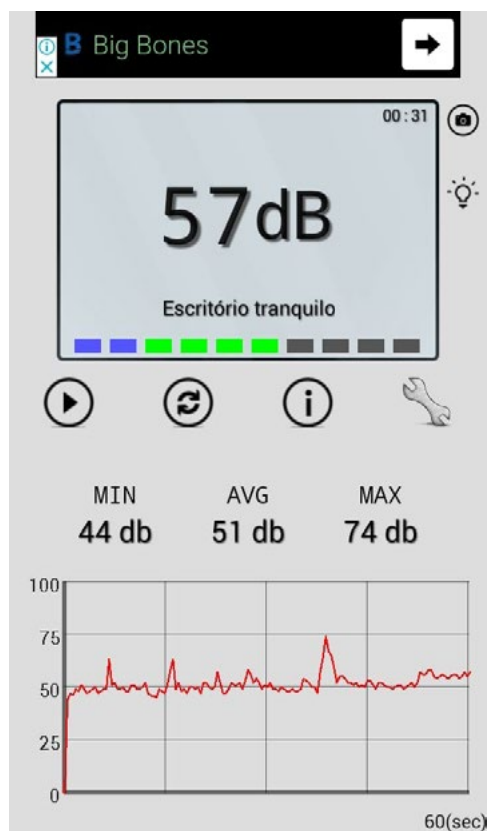 Big Bones
00:31
57dB
Escritório tranquilo
MIN AVG MAX
44 db 51 db 74 db
100
75
50
25
0
60(sec)